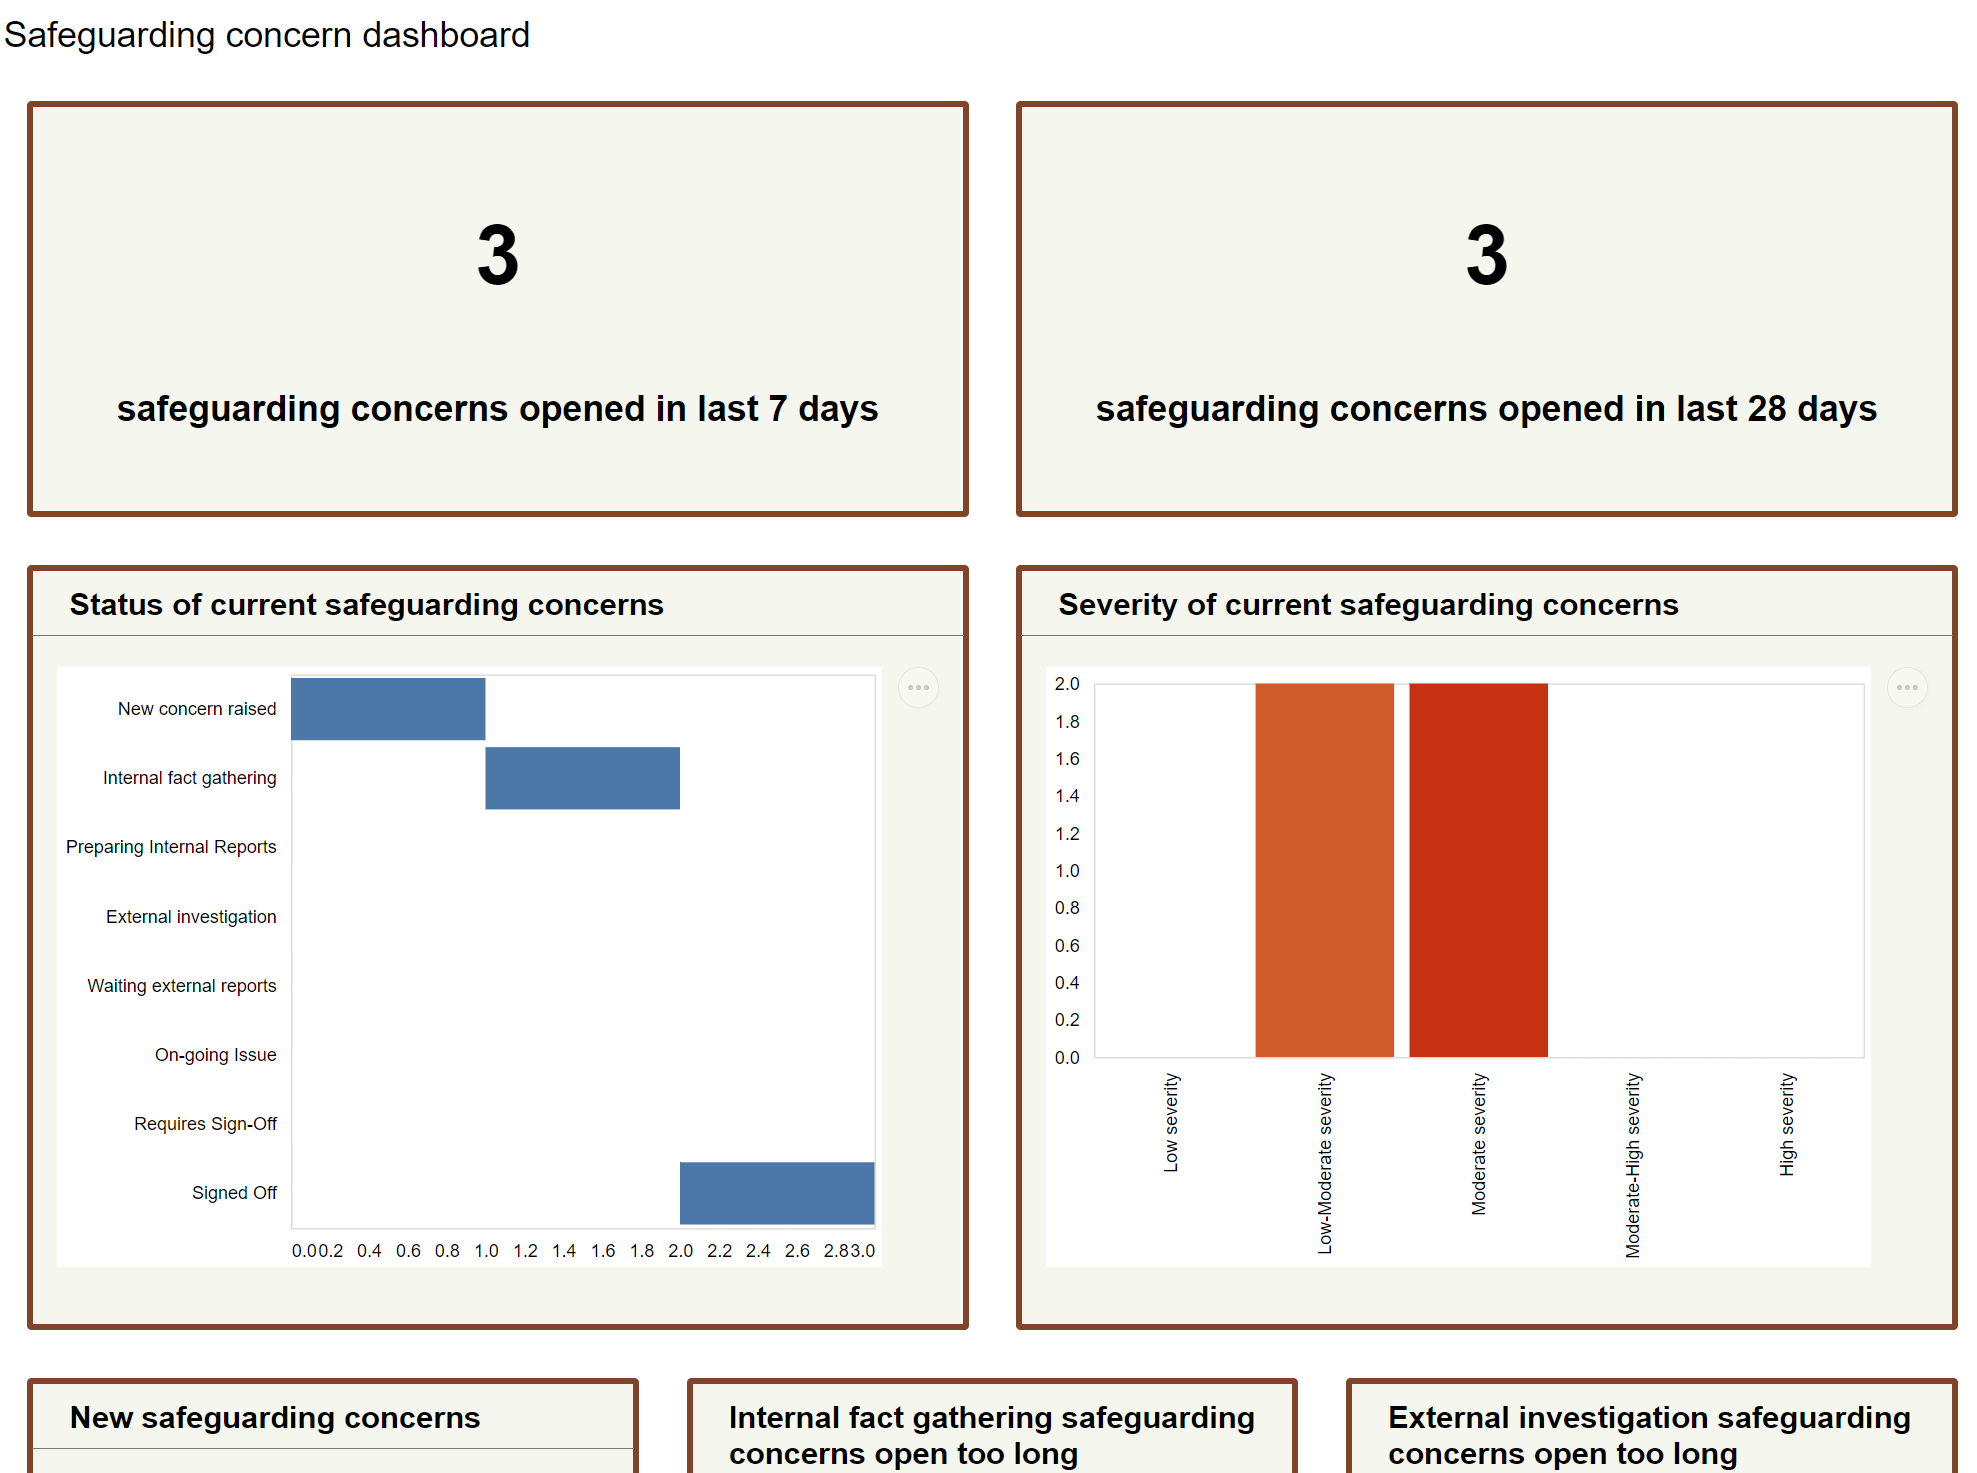 Safeguarding concern dashboard
3
safeguarding concerns opened in last 7 days
3
safeguarding concerns opened in last 28 days
Status of current safeguarding concerns
New concern raised
Internal fact gathering
Preparing Internal Reports
External investigation
Waiting external reports
On-going Issue
Requires Sign-Off
Signed Off
0.0 0.2 0.4 0.6 0.8 1.0 1.2 1.4 1.6 1.8 2.0 2.2 2.4 2.6 2.8 3.0
Severity of current safeguarding concerns
2.0
1.8
1.6
1.4
1.2
1.0
0.8
0.6
0.4
0.2
0.0
Low severity
Low-Moderate severity
Moderate severity
Moderate-High severity
High severity
New safeguarding concerns
Internal fact gathering safeguarding
concerns open too long
External investigation safeguarding
concerns open too long